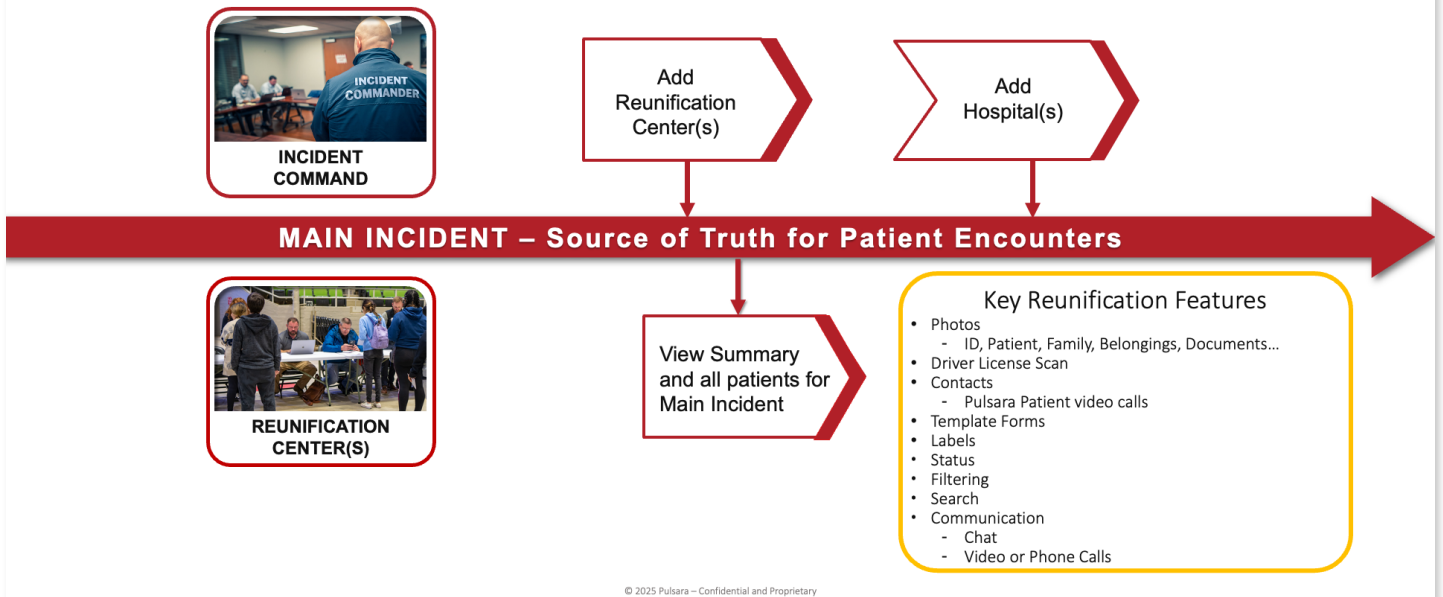 INCIDENT
COMMANDER
INCIDENT
COMMAND
Add
Reunification
Center(s)
Add
Hospital(s)
MAIN INCIDENT – Source of Truth for Patient Encounters
REUNIFICATION
CENTER(S)
View Summary
and all patients for
Main Incident
Key Reunification Features
• Photos
- ID, Patient, Family, Belongings, Documents...
• Driver License Scan
• Contacts
- Pulsara Patient video calls
• Template Forms
• Labels
• Status
• Filtering
• Search
• Communication
- Chat
- Video or Phone Calls
© 2025 Pulsara – Confidential and Proprietary